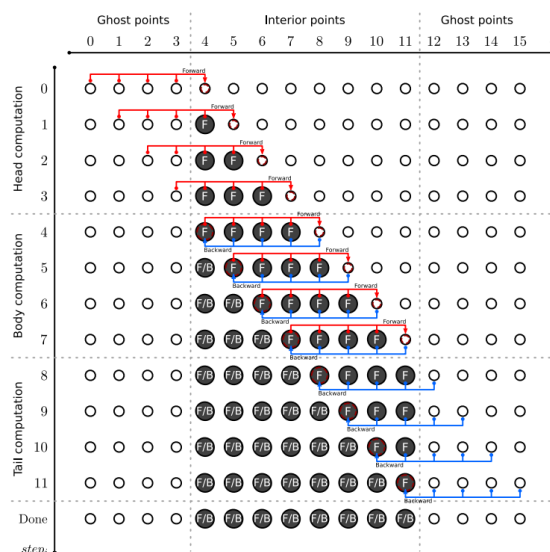 Ghost points Interior points Ghost points
0 1 2 3 4 5 6 7 8 9 10 11 12 13 14 15
Head computation
0 Forward
1 F Forward
2 F F Forward
3 F F F Forward
Body computation
4 F F F F Forward Backward
5 F/B F F F F Forward Backward
6 F/B F/B F F F F Forward Backward
7 F/B F/B F/B F F F F Forward Backward
Tail computation
8 F/B F/B F/B F/B F F F F Backward
9 F/B F/B F/B F/B F/B F F F Backward
10 F/B F/B F/B F/B F/B F/B F F Backward
11 F/B F/B F/B F/B F/B F/B F/B F Backward
Done F/B F/B F/B F/B F/B F/B F/B F/B